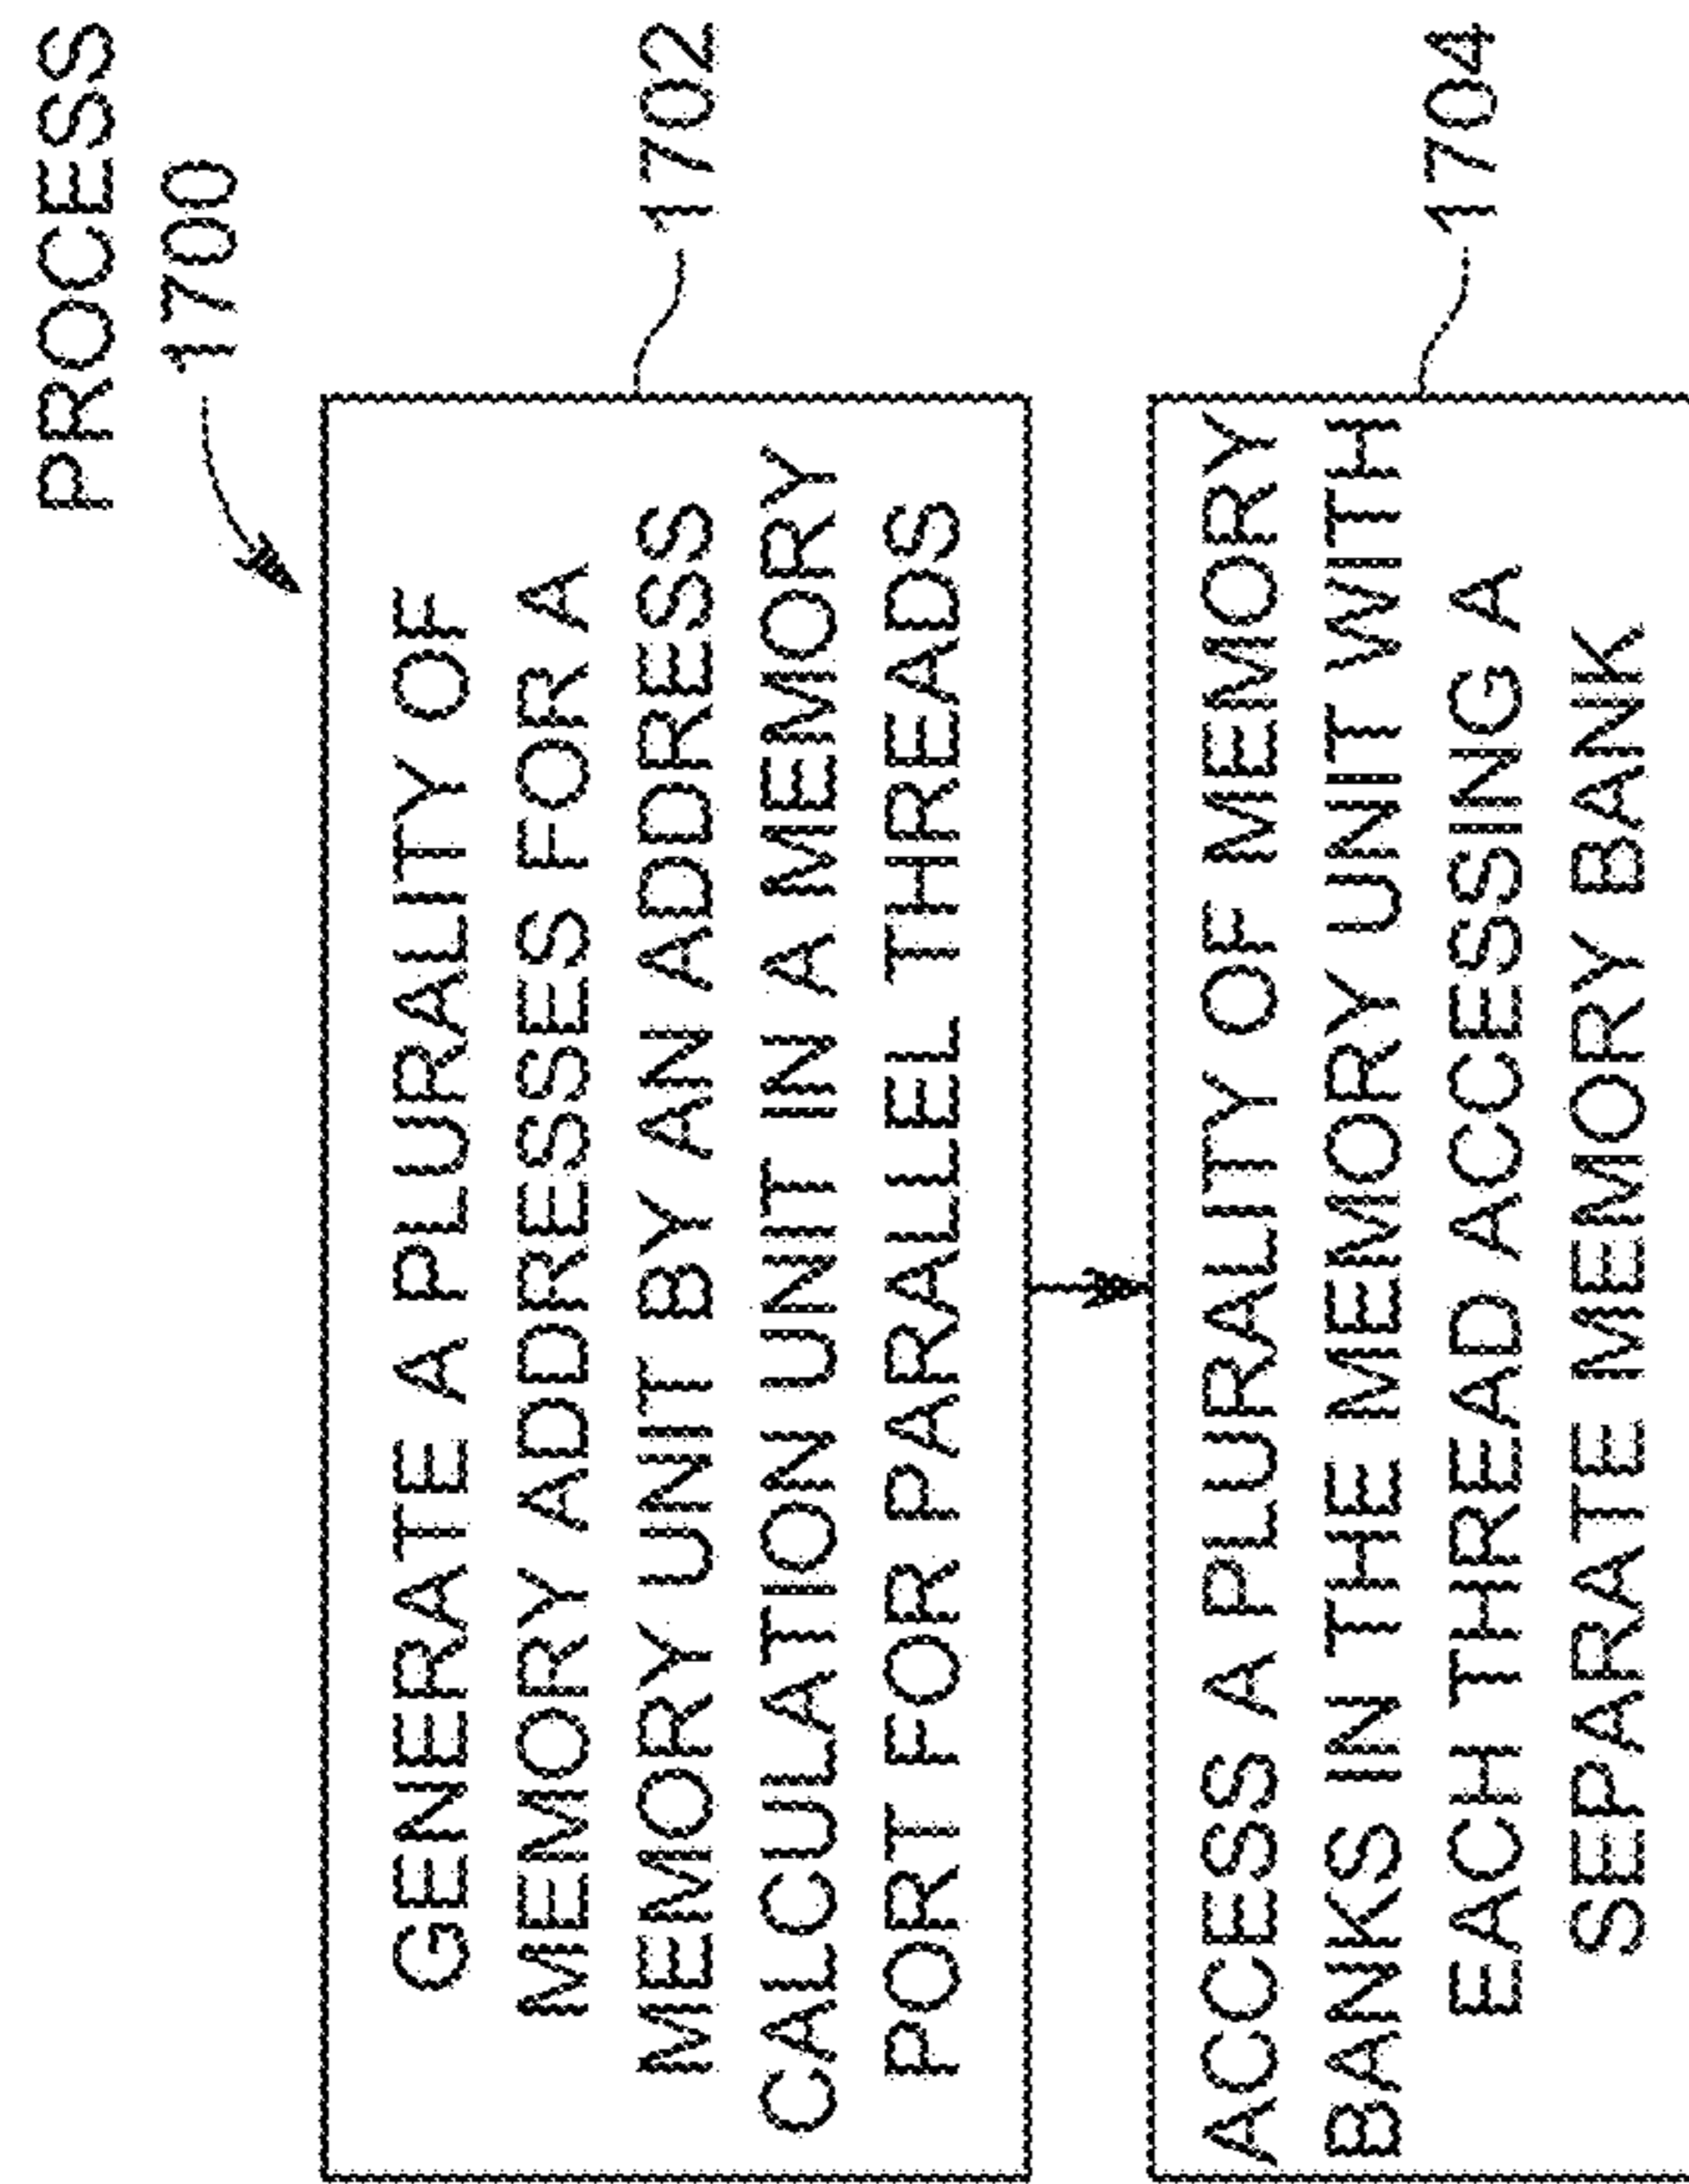 PROCESS
1700
GENERATE A PLURALITY OF
MEMORY ADDRESSES FOR A
MEMORY UNIT BY AN ADDRESS
CALCULATION UNIT IN A MEMORY
PORT FOR PARALLEL THREADS
1702
ACCESS A PLURALITY OF MEMORY
BANKS IN THE MEMORY UNIT WITH
EACH THREAD ACCESSING A
SEPARATE MEMORY BANK
1704